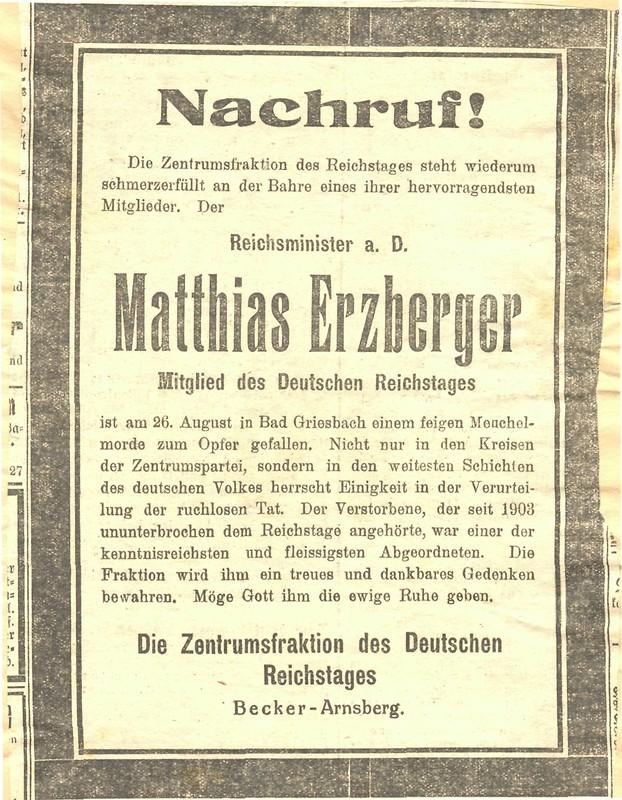 Nachruf!
Die Zentrumsfraktion des Reichstages steht wiederum
schmerzerfüllt an der Bahre eines ihrer hervorragendsten
Mitglieder. Der
Reichsminister a. D.
Matthias Erzberger
Mitglied des Deutschen Reichstages
ist am 26. August in Bad Griesbach einem feigen Meuchel-
morde zum Opfer gefallen. Nicht nur in den Kreisen
der Zentrumspartei, sondern in den weitesten Schichten
des deutschen Volkes herrscht Einigkeit in der Verurtei-
lung der ruchlosen Tat. Der Verstorbene, der seit 1903
ununterbrochen dem Reichstage angehörte, war einer der
kenntnisreichsten und fleissigsten Abgeordneten. Die
Fraktion wird ihm ein treues und dankbares Gedenken
bewahren. Möge Gott ihm die ewige Ruhe geben.
Die Zentrumsfraktion des Deutschen
Reichstages
Becker-Arnsberg.
27